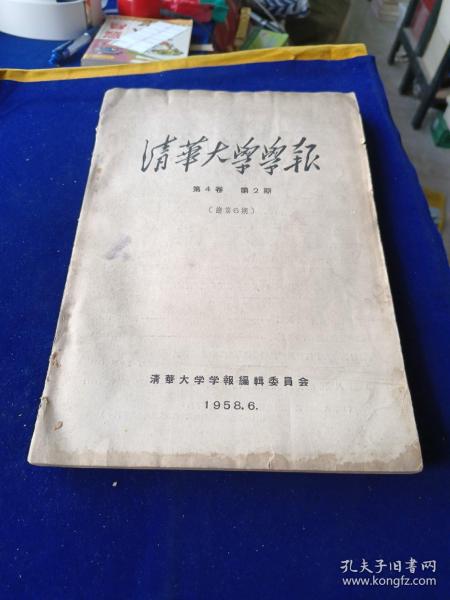 清華大學學報
第4卷 第2期
(總第6期)
清華大学学報編輯委員会
1958.6.
孔夫子旧书网
www.kongfz.com